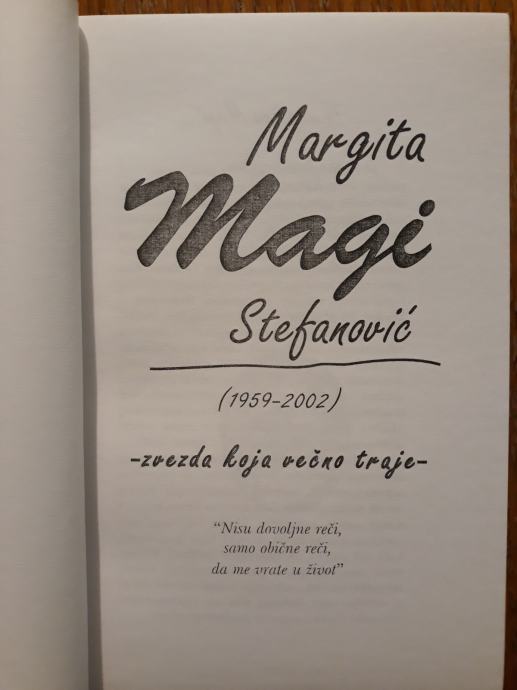 Margita
Magi
Stefanović
(1959-2002)
-zvezda koja večno traje-
“Nisu dovoljne reči,
samo obične reči,
da me vrate u život”